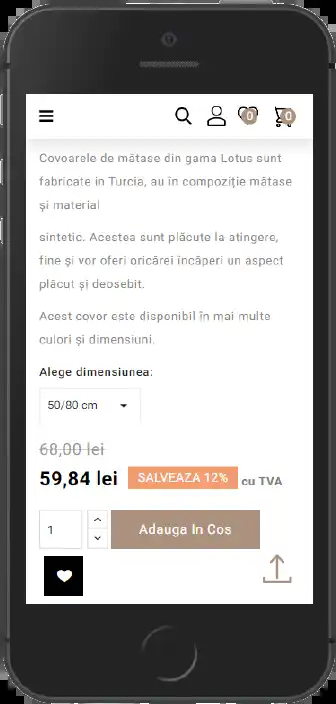 0
0
Covoarele de mătase din gama Lotus sunt
fabricate in Turcia, au în compoziție mătase
și material
sintetic. Acestea sunt plăcute la atingere,
fine și vor oferi oricărei încăperi un aspect
plăcut și deosebit.
Acest covor este disponibil în mai multe
culori și dimensiuni.
Alege dimensiunea:
50/80 cm
68,00 lei
59,84 lei SALVEAZA 12% cu TVA
1 Adauga In Cos